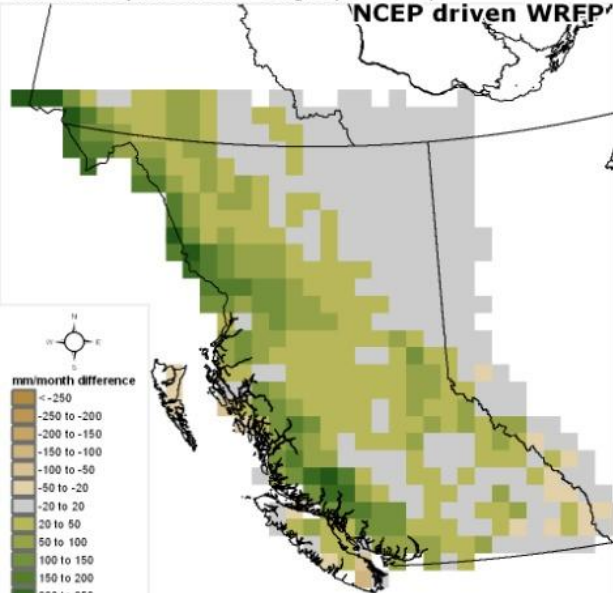 NCEP driven WRFP
N
W
E
S
mm/month difference
< -250
-250 to -200
-200 to -150
-150 to -100
-100 to -50
-50 to -20
-20 to 20
20 to 50
50 to 100
100 to 150
150 to 200